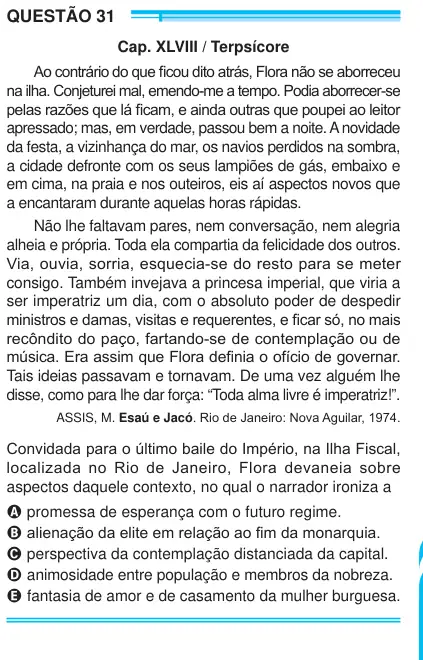 QUESTÃO 31
Cap. XLVIII / Terpsícore
Ao contrário do que ficou dito atrás, Flora não se aborreceu
na ilha. Conjeturei mal, emendo-me a tempo. Podia aborrecer-se
pelas razões que lá ficam, e ainda outras que poupei ao leitor
apressado; mas, em verdade, passou bem a noite. A novidade
da festa, a vizinhança do mar, os navios perdidos na sombra,
a cidade defronte com os seus lampiões de gás, embaixo e
em cima, na praia e nos outeiros, eis aí aspectos novos que
a encantaram durante aquelas horas rápidas.
Não lhe faltavam pares, nem conversação, nem alegria
alheia e própria. Toda ela compartia da felicidade dos outros.
Via, ouvia, sorria, esquecia-se do resto para se meter
consigo. Também invejava a princesa imperial, que viria a
ser imperatriz um dia, com o absoluto poder de despedir
ministros e damas, visitas e requerentes, e ficar só, no mais
recôndito do paço, fartando-se de contemplação ou de
música. Era assim que Flora definia o ofício de governar.
Tais ideias passavam e tornavam. De uma vez alguém lhe
disse, como para lhe dar força: “Toda alma livre é imperatriz!”.
ASSIS, M. Esaú e Jacó. Rio de Janeiro: Nova Aguilar, 1974.
Convidada para o último baile do Império, na Ilha Fiscal,
localizada no Rio de Janeiro, Flora devaneia sobre
aspectos daquele contexto, no qual o narrador ironiza a
A promessa de esperança com o futuro regime.
B alienação da elite em relação ao fim da monarquia.
C perspectiva da contemplação distanciada da capital.
D animosidade entre população e membros da nobreza.
E fantasia de amor e de casamento da mulher burguesa.